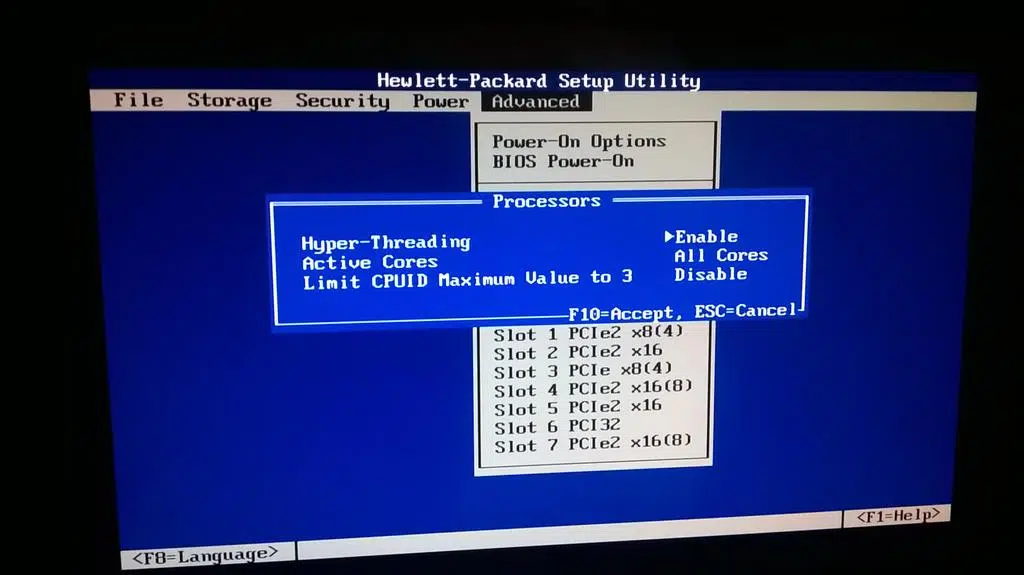 Hewlett-Packard Setup Utility
File Storage Security Power Advanced
Power-On Options
BIOS Power-On
Processors
Hyper-Threading ▶Enable
Active Cores All Cores
Limit CPUID Maximum Value to 3 Disable
F10=Accept, ESC=Cancel
Slot 1 PCIe2 x8(4)
Slot 2 PCIe2 x16
Slot 3 PCIe x8(4)
Slot 4 PCIe2 x16(8)
Slot 5 PCIe2 x16
Slot 6 PCI32
Slot 7 PCIe2 x16(8)
<F8=Language> <F1=Help>